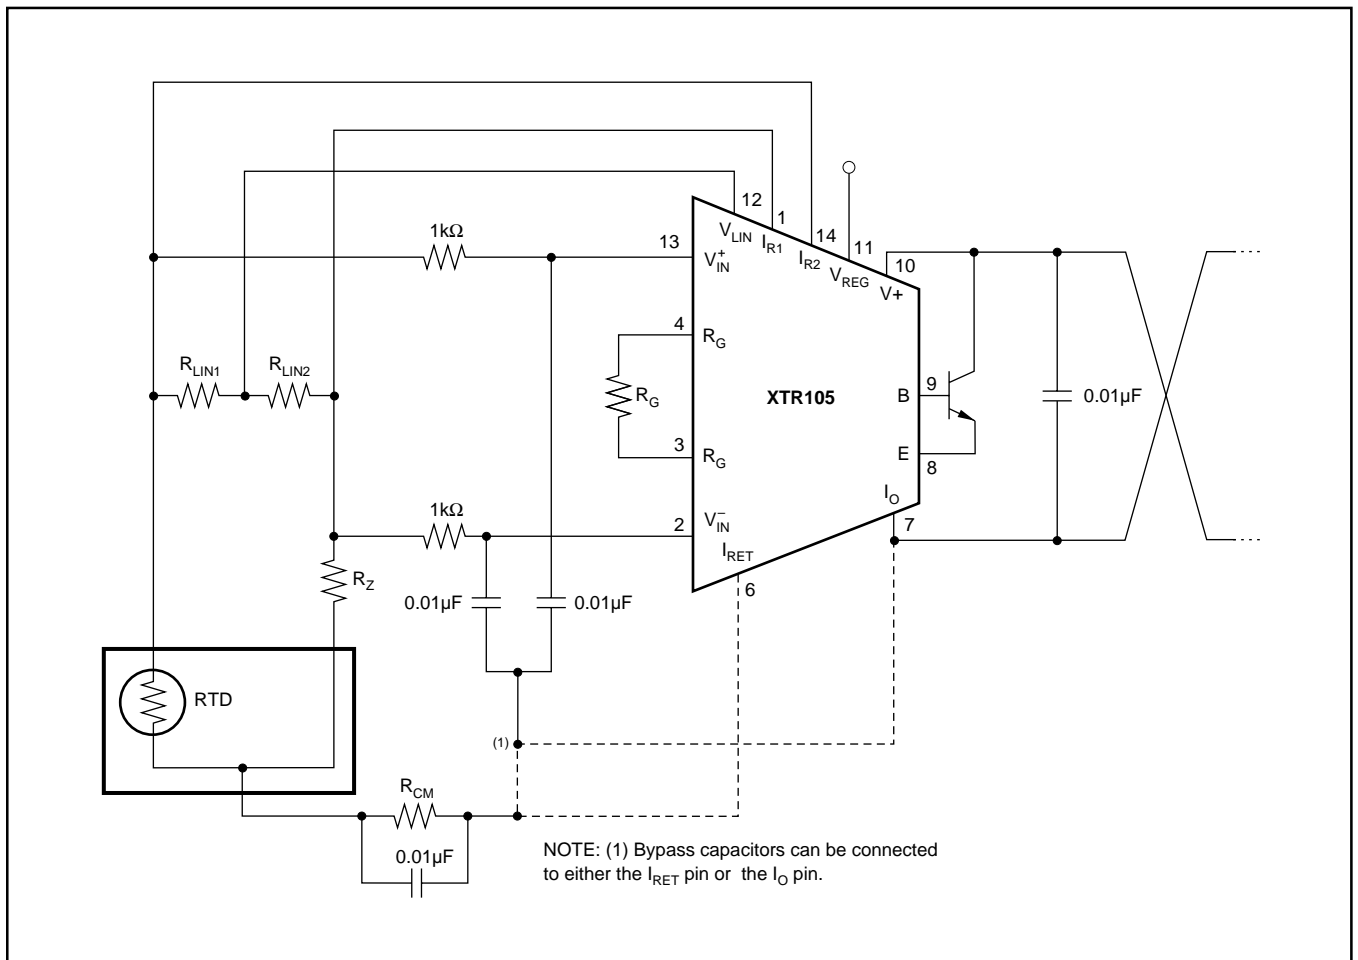 12
1
14
11
10
V_LIN
I_R1
I_R2
V_REG
V+
1kΩ
13
V_IN^+
4
R_G
R_LIN1
R_LIN2
R_G
XTR105
B
9
0.01µF
3
R_G
E
8
1kΩ
2
V_IN^–
I_O
7
I_RET
6
R_Z
0.01µF
0.01µF
RTD
(1)
R_CM
0.01µF
NOTE: (1) Bypass capacitors can be connected
to either the I_RET pin or the I_O pin.